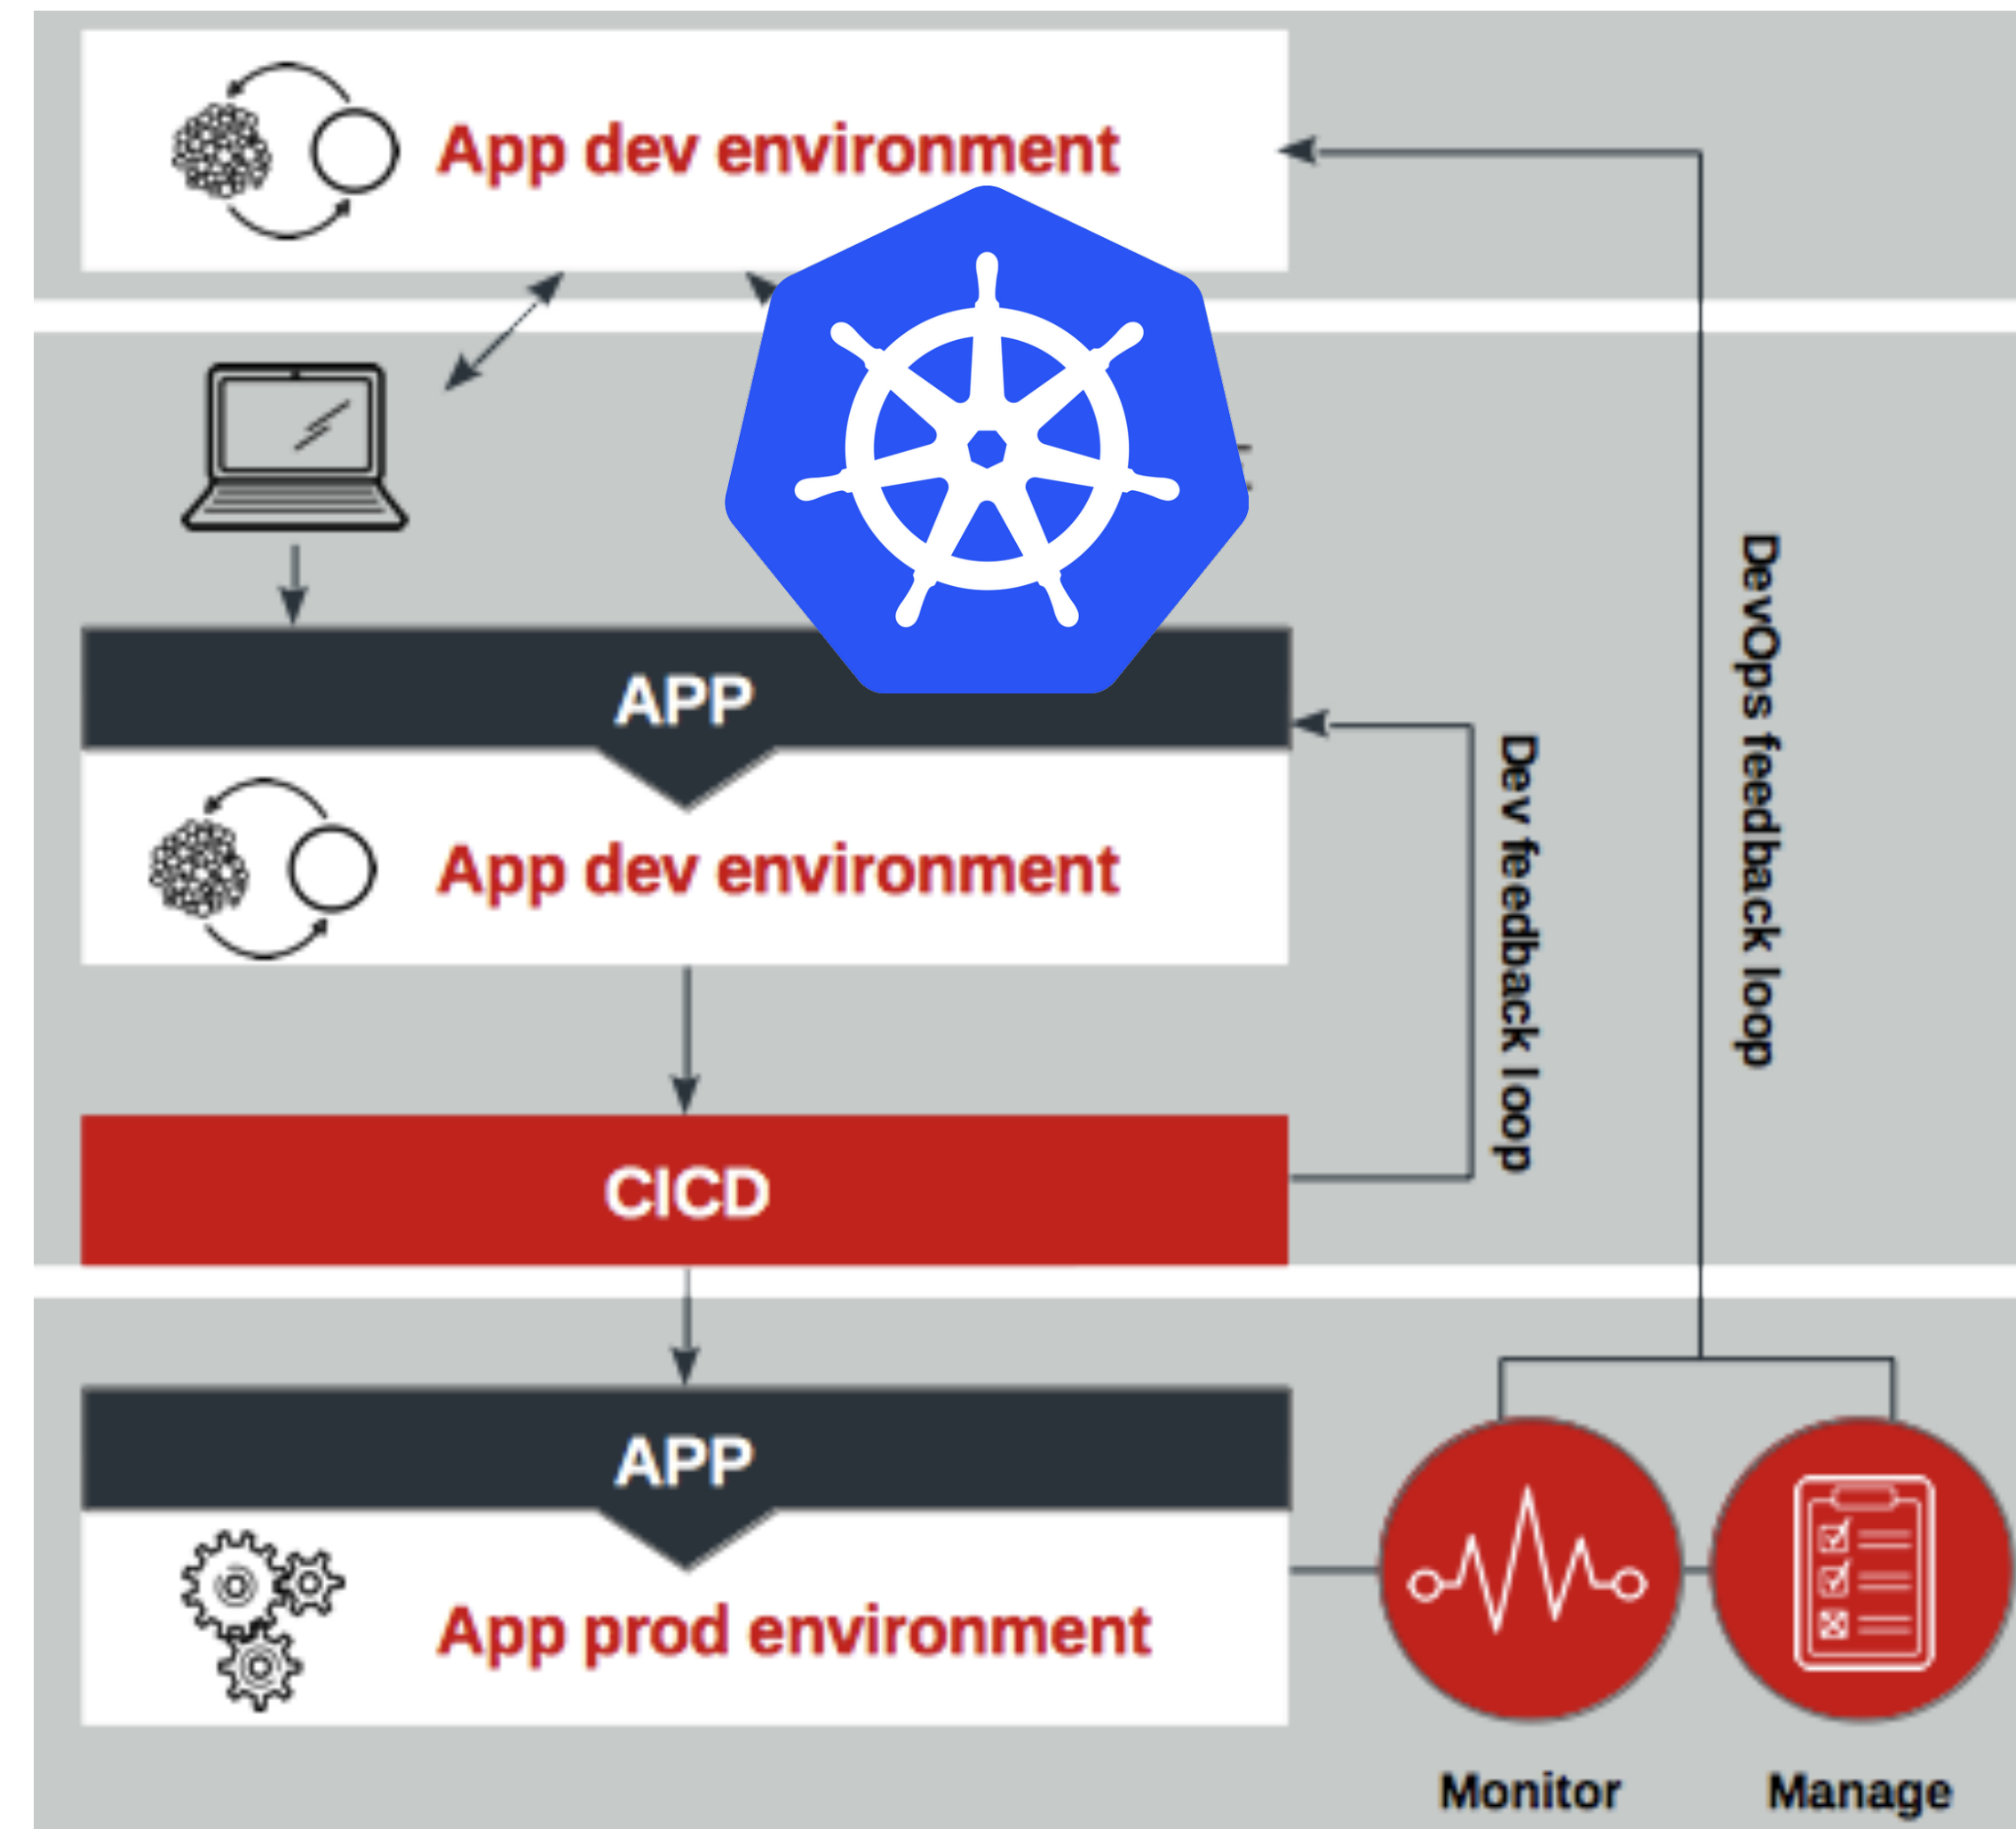 App dev environment
APP
App dev environment
CICD
Dev feedback loop
DevOps feedback loop
APP
App prod environment
Monitor
Manage